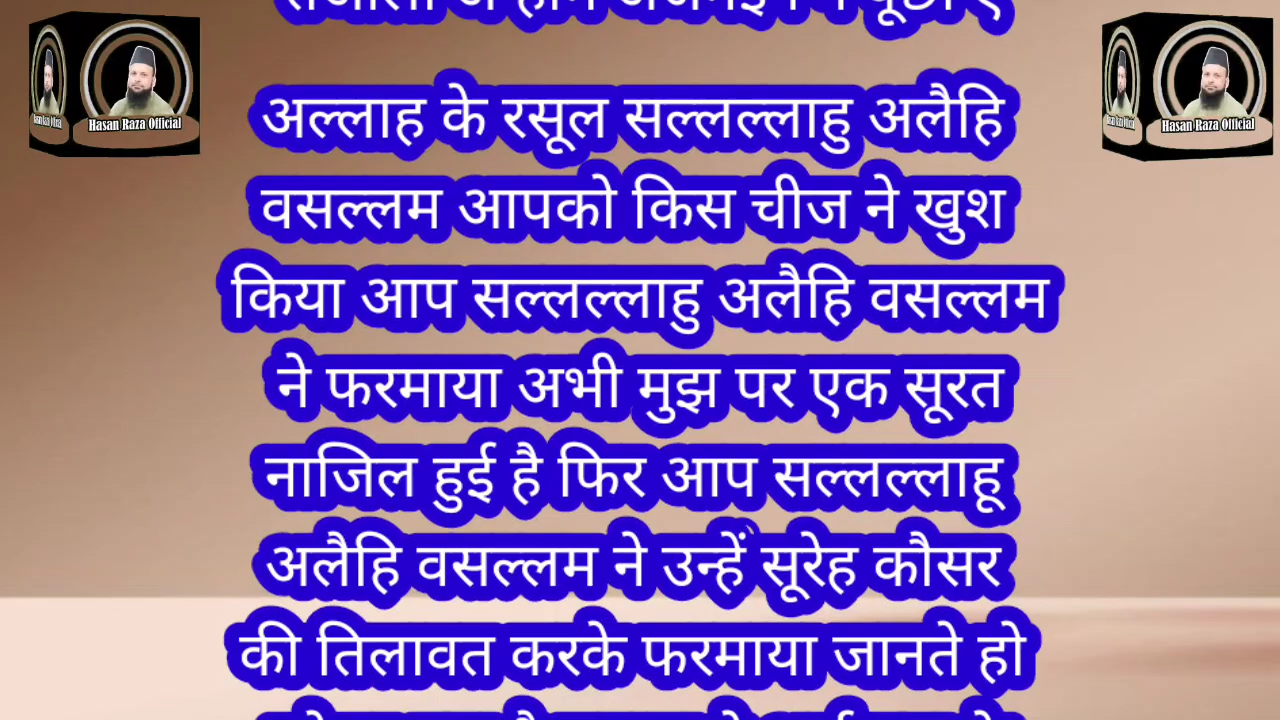 Hasan Raza Official
Hasan Raza Official
अल्लाह के रसूल सल्लल्लाहु अलैहि
वसल्लम आपको किस चीज ने खुश
किया आप सल्लल्लाहु अलैहि वसल्लम
ने फरमाया अभी मुझ पर एक सूरत
नाजिल हुई है फिर आप सल्लल्लाहू
अलैहि वसल्लम ने उन्हें सूरेह कौसर
की तिलावत करके फरमाया जानते हो